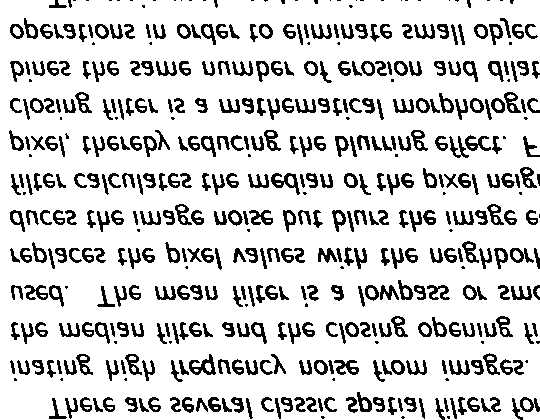 There are several classic spatial filters for
inating high frequency noise from images.
the median filter and the closing opening fi
used. The mean filter is a lowpass or smo
replaces the pixel values with the neighborh
duces the image noise but blurs the image e
filter calculates the median of the pixel neigh
pixel, thereby reducing the blurring effect. F
closing filter is a mathematical morphologic
bines the same number of erosion and dilat
operations in order to eliminate small objec